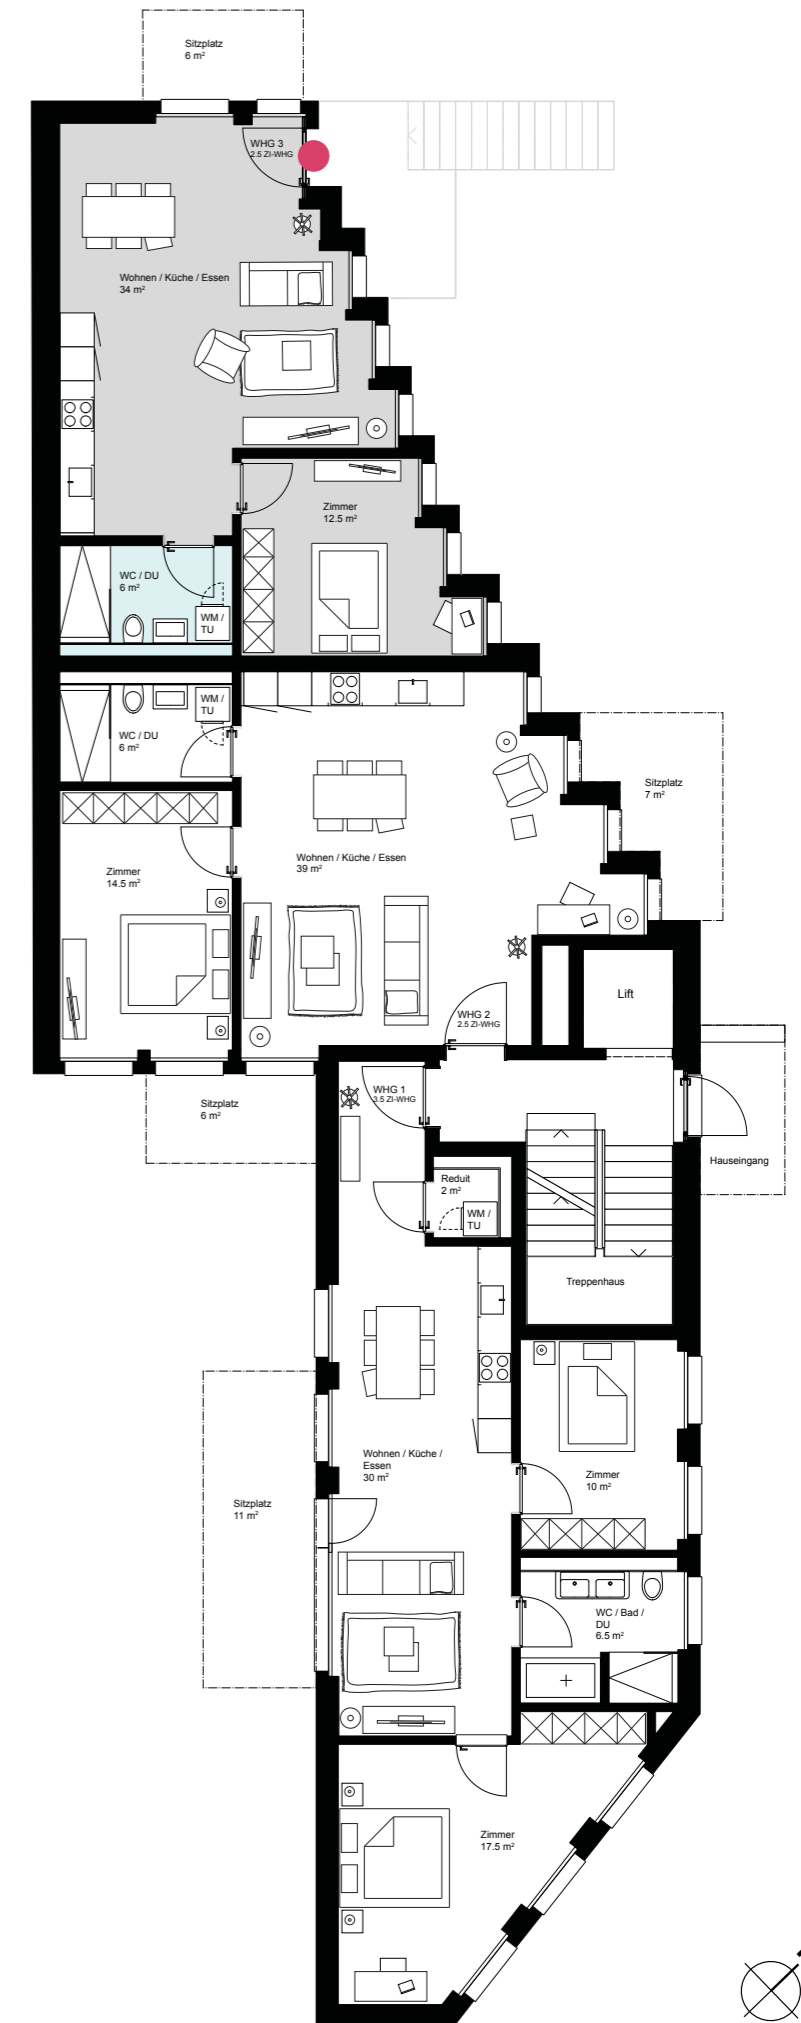 Sitzplatz
6 m²
WHG 3
2.5 ZI-WHG
Wohnen / Küche / Essen
34 m²
Zimmer
12.5 m²
WC / DU
6 m²
WM /
TU
WM /
TU
WC / DU
6 m²
Sitzplatz
7 m²
Wohnen / Küche / Essen
39 m²
Zimmer
14.5 m²
Lift
WHG 2
2.5 ZI-WHG
WHG 1
3.5 ZI-WHG
Sitzplatz
6 m²
Hauseingang
Reduit
2 m²
WM /
TU
Treppenhaus
Wohnen / Küche /
Essen
30 m²
Zimmer
10 m²
Sitzplatz
11 m²
WC / Bad /
DU
6.5 m²
Zimmer
17.5 m²